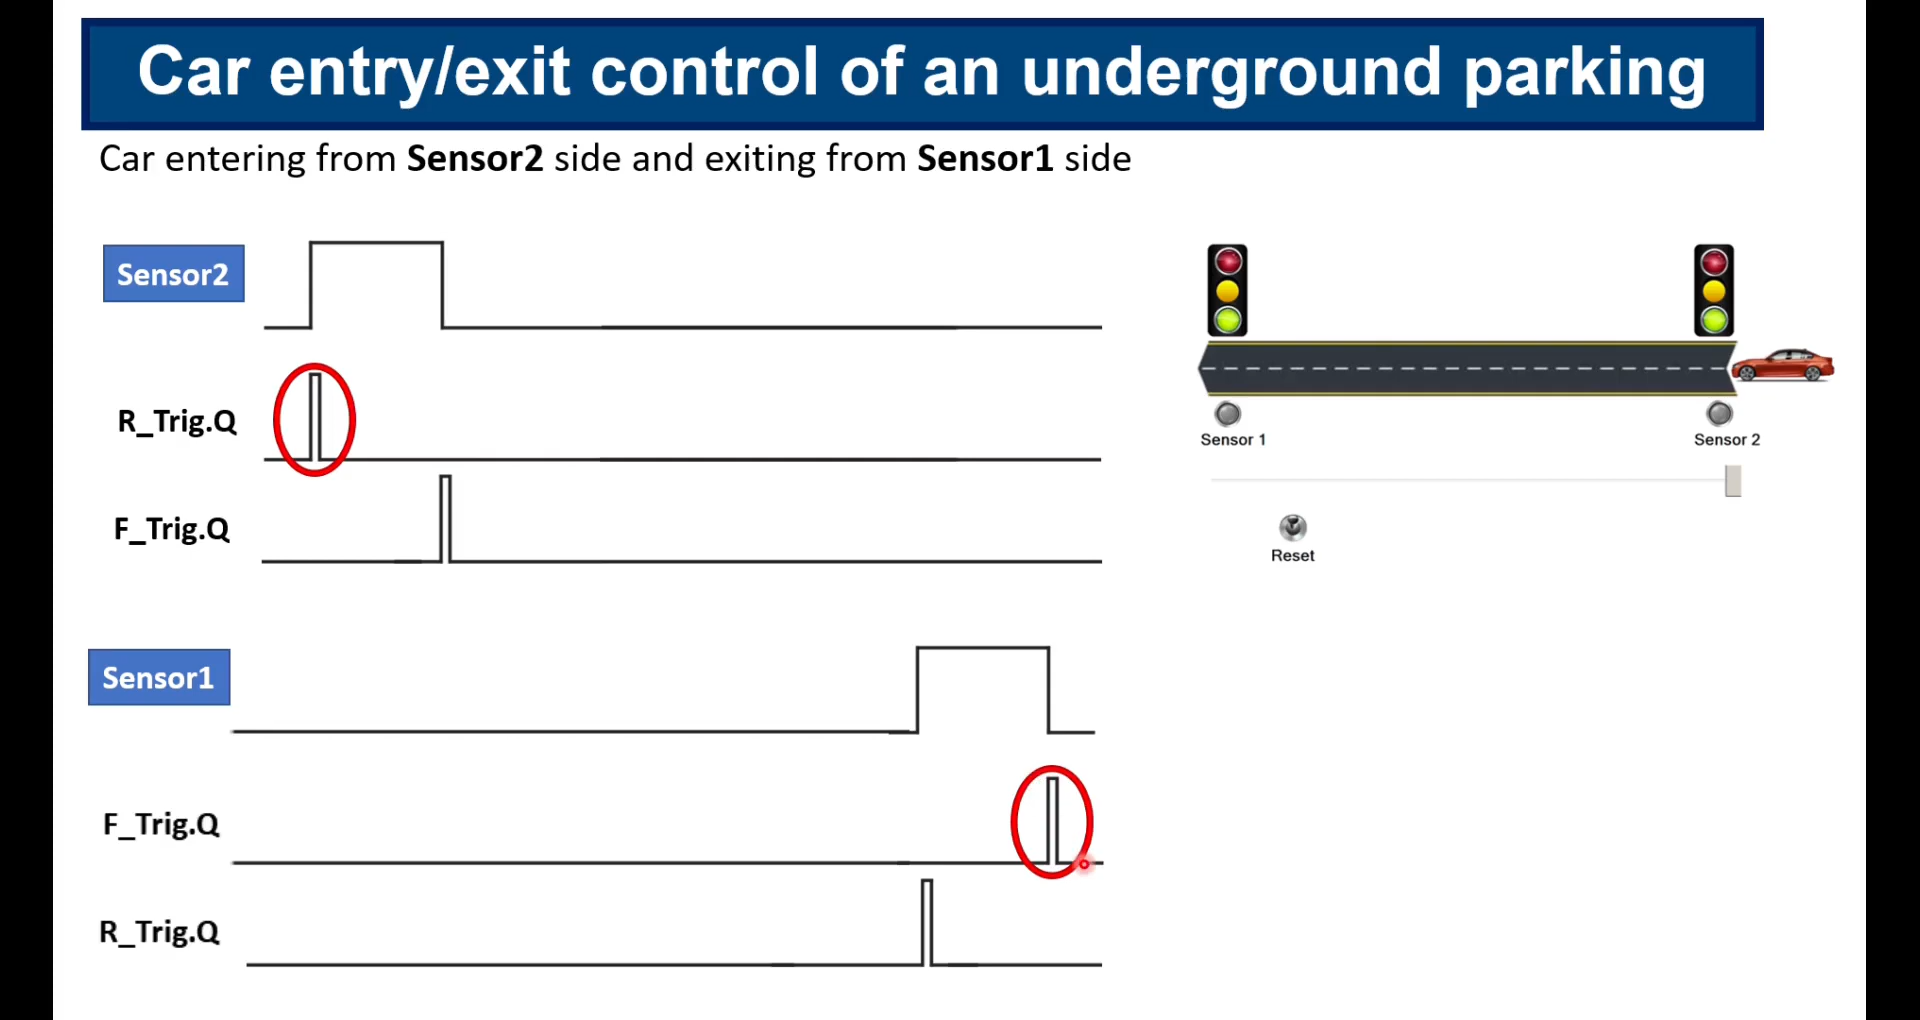 Car entry/exit control of an underground parking
Car entering from Sensor2 side and exiting from Sensor1 side
Sensor2
R_Trig.Q
F_Trig.Q
Sensor 1
Sensor 2
Reset
Sensor1
F_Trig.Q
R_Trig.Q